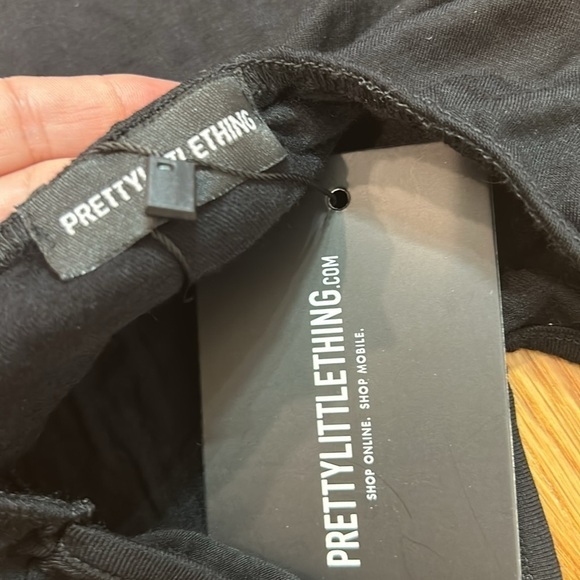 PRETTYLITTLETHING
PRETTYLITTLETHING.COM
SHOP ONLINE. SHOP MOBILE.